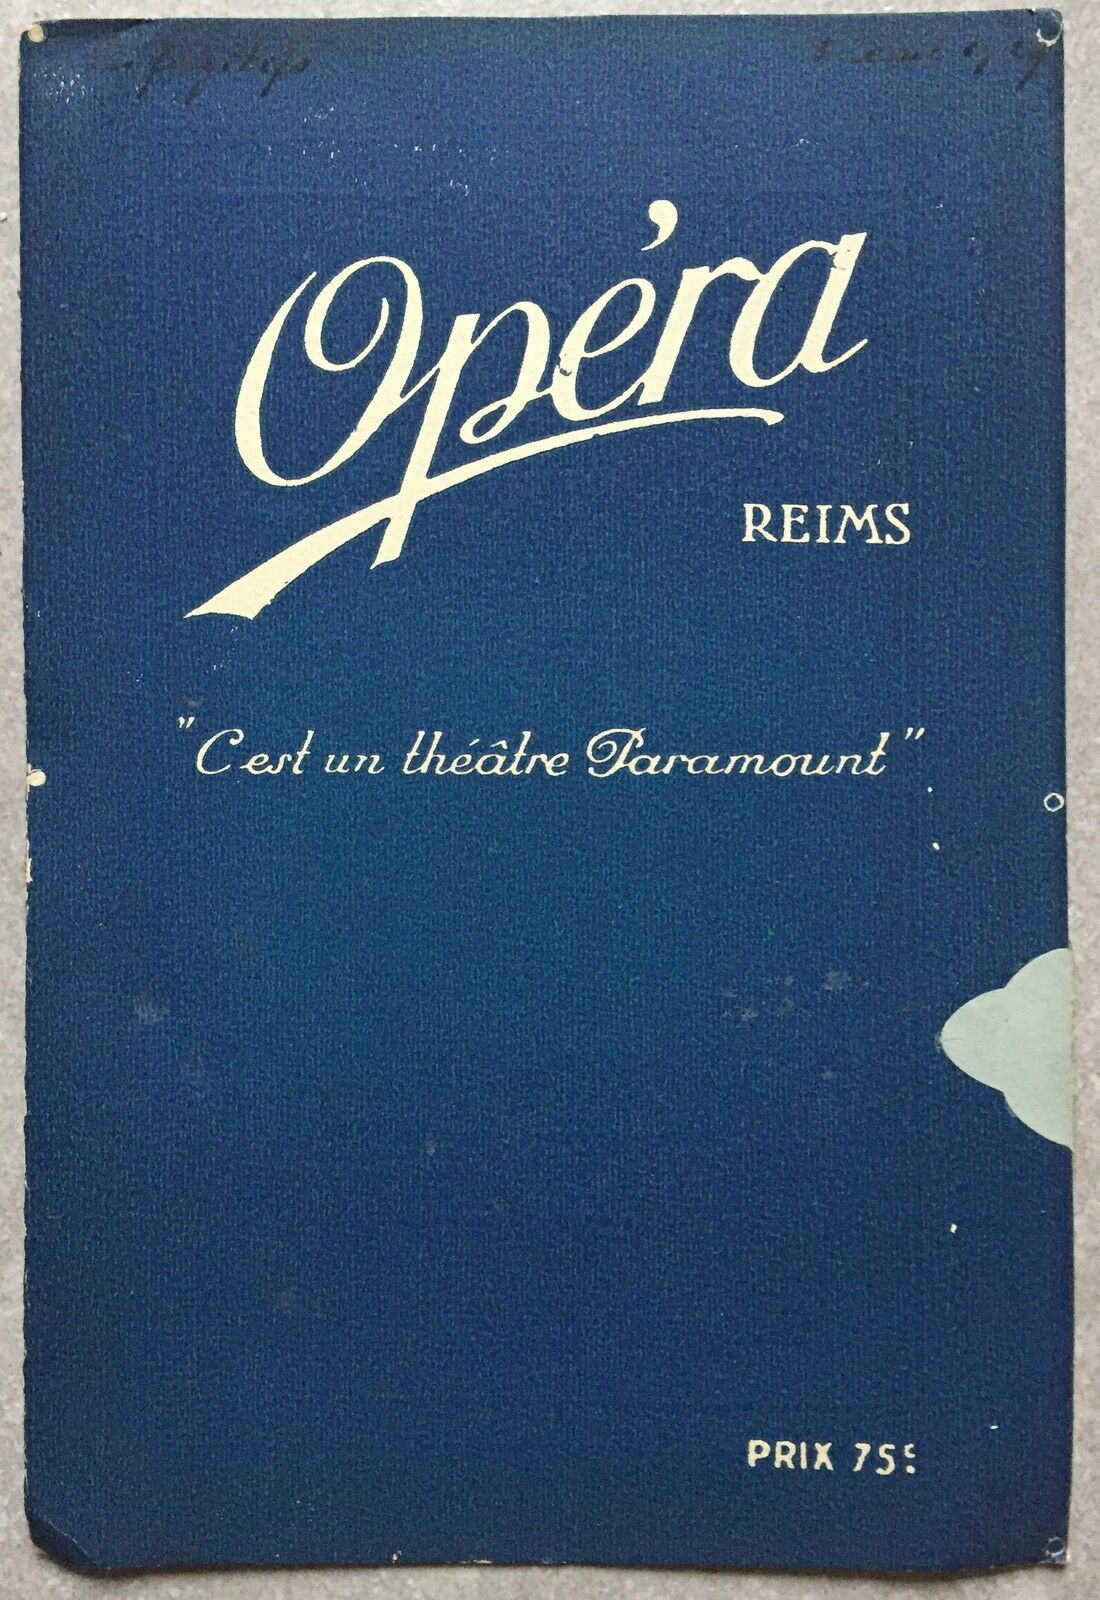 Opéra
REIMS
"C'est un théâtre Paramount"
PRIX 75c.